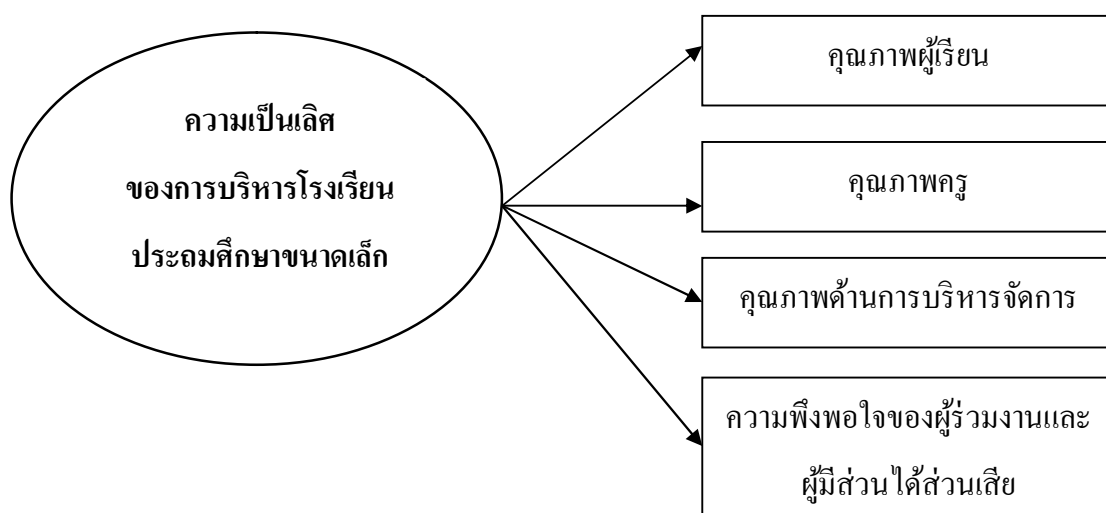 ความเป็นเลิศ
ของการบริหารโรงเรียน
ประถมศึกษาขนาดเล็ก
คุณภาพผู้เรียน
คุณภาพครู
คุณภาพด้านการบริหารจัดการ
ความพึงพอใจของผู้ร่วมงานและ
ผู้มีส่วนได้ส่วนเสีย